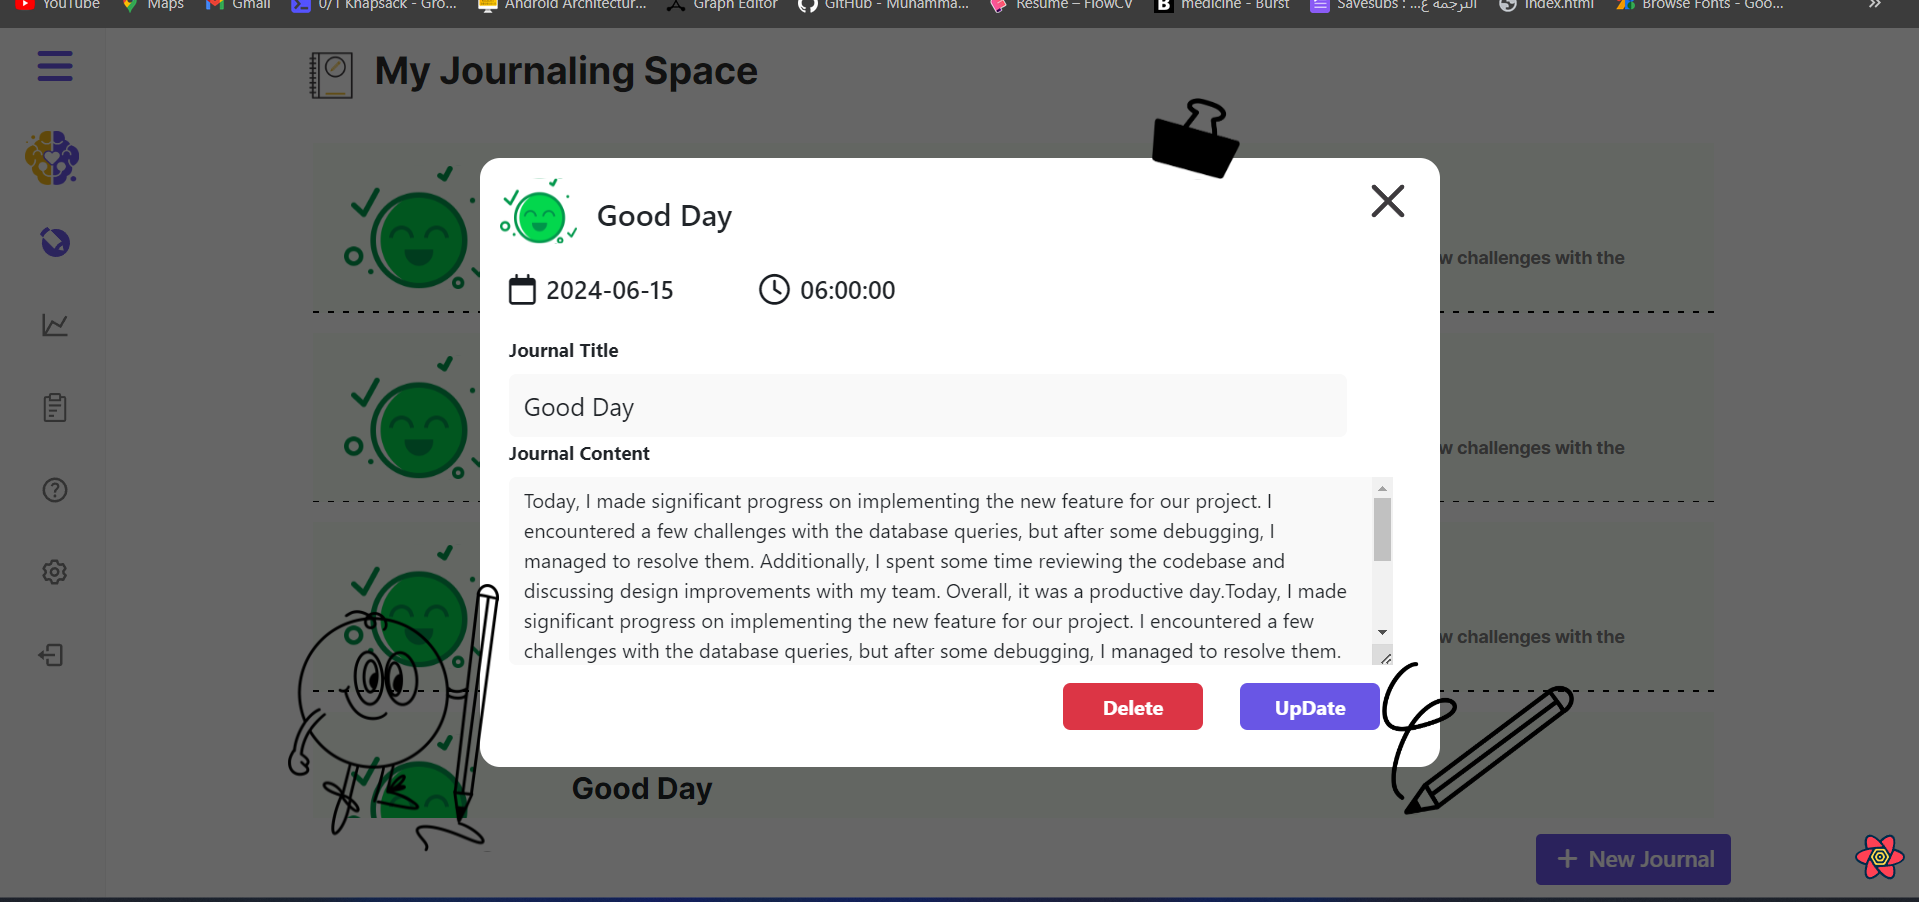 YouTube
Maps
Gmail
0/1 Knapsack - Gro...
Android Architectur...
Graph Editor
GitHub - Muhamma...
Resume – FlowCV
medicine - Burst
Savesubs : ...الترجمة ع
Index.html
Browse Fonts - Goo...
My Journaling Space
Good Day
2024-06-15
06:00:00
Journal Title
Good Day
Journal Content
Today, I made significant progress on implementing the new feature for our project. I
encountered a few challenges with the database queries, but after some debugging, I
managed to resolve them. Additionally, I spent some time reviewing the codebase and
discussing design improvements with my team. Overall, it was a productive day.Today, I made
significant progress on implementing the new feature for our project. I encountered a few
challenges with the database queries, but after some debugging, I managed to resolve them.
Delete
UpDate
w challenges with the
w challenges with the
w challenges with the
Good Day
+ New Journal